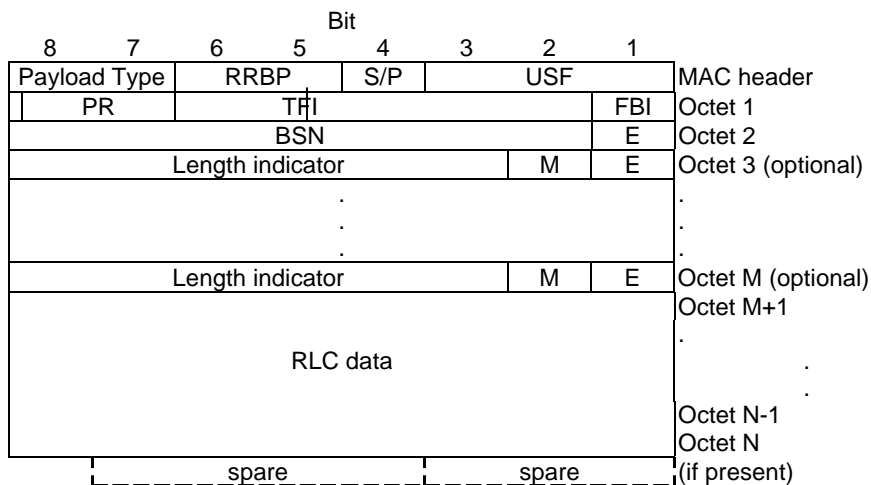 Bit
8 7 6 5 4 3 2 1
Payload Type RRBP S/P USF MAC header
PR TFI FBI Octet 1
BSN E Octet 2
Length indicator M E Octet 3 (optional)
. .
. .
. .
Length indicator M E Octet M (optional)
Octet M+1
.
RLC data .
.
Octet N-1
Octet N
spare spare (if present)